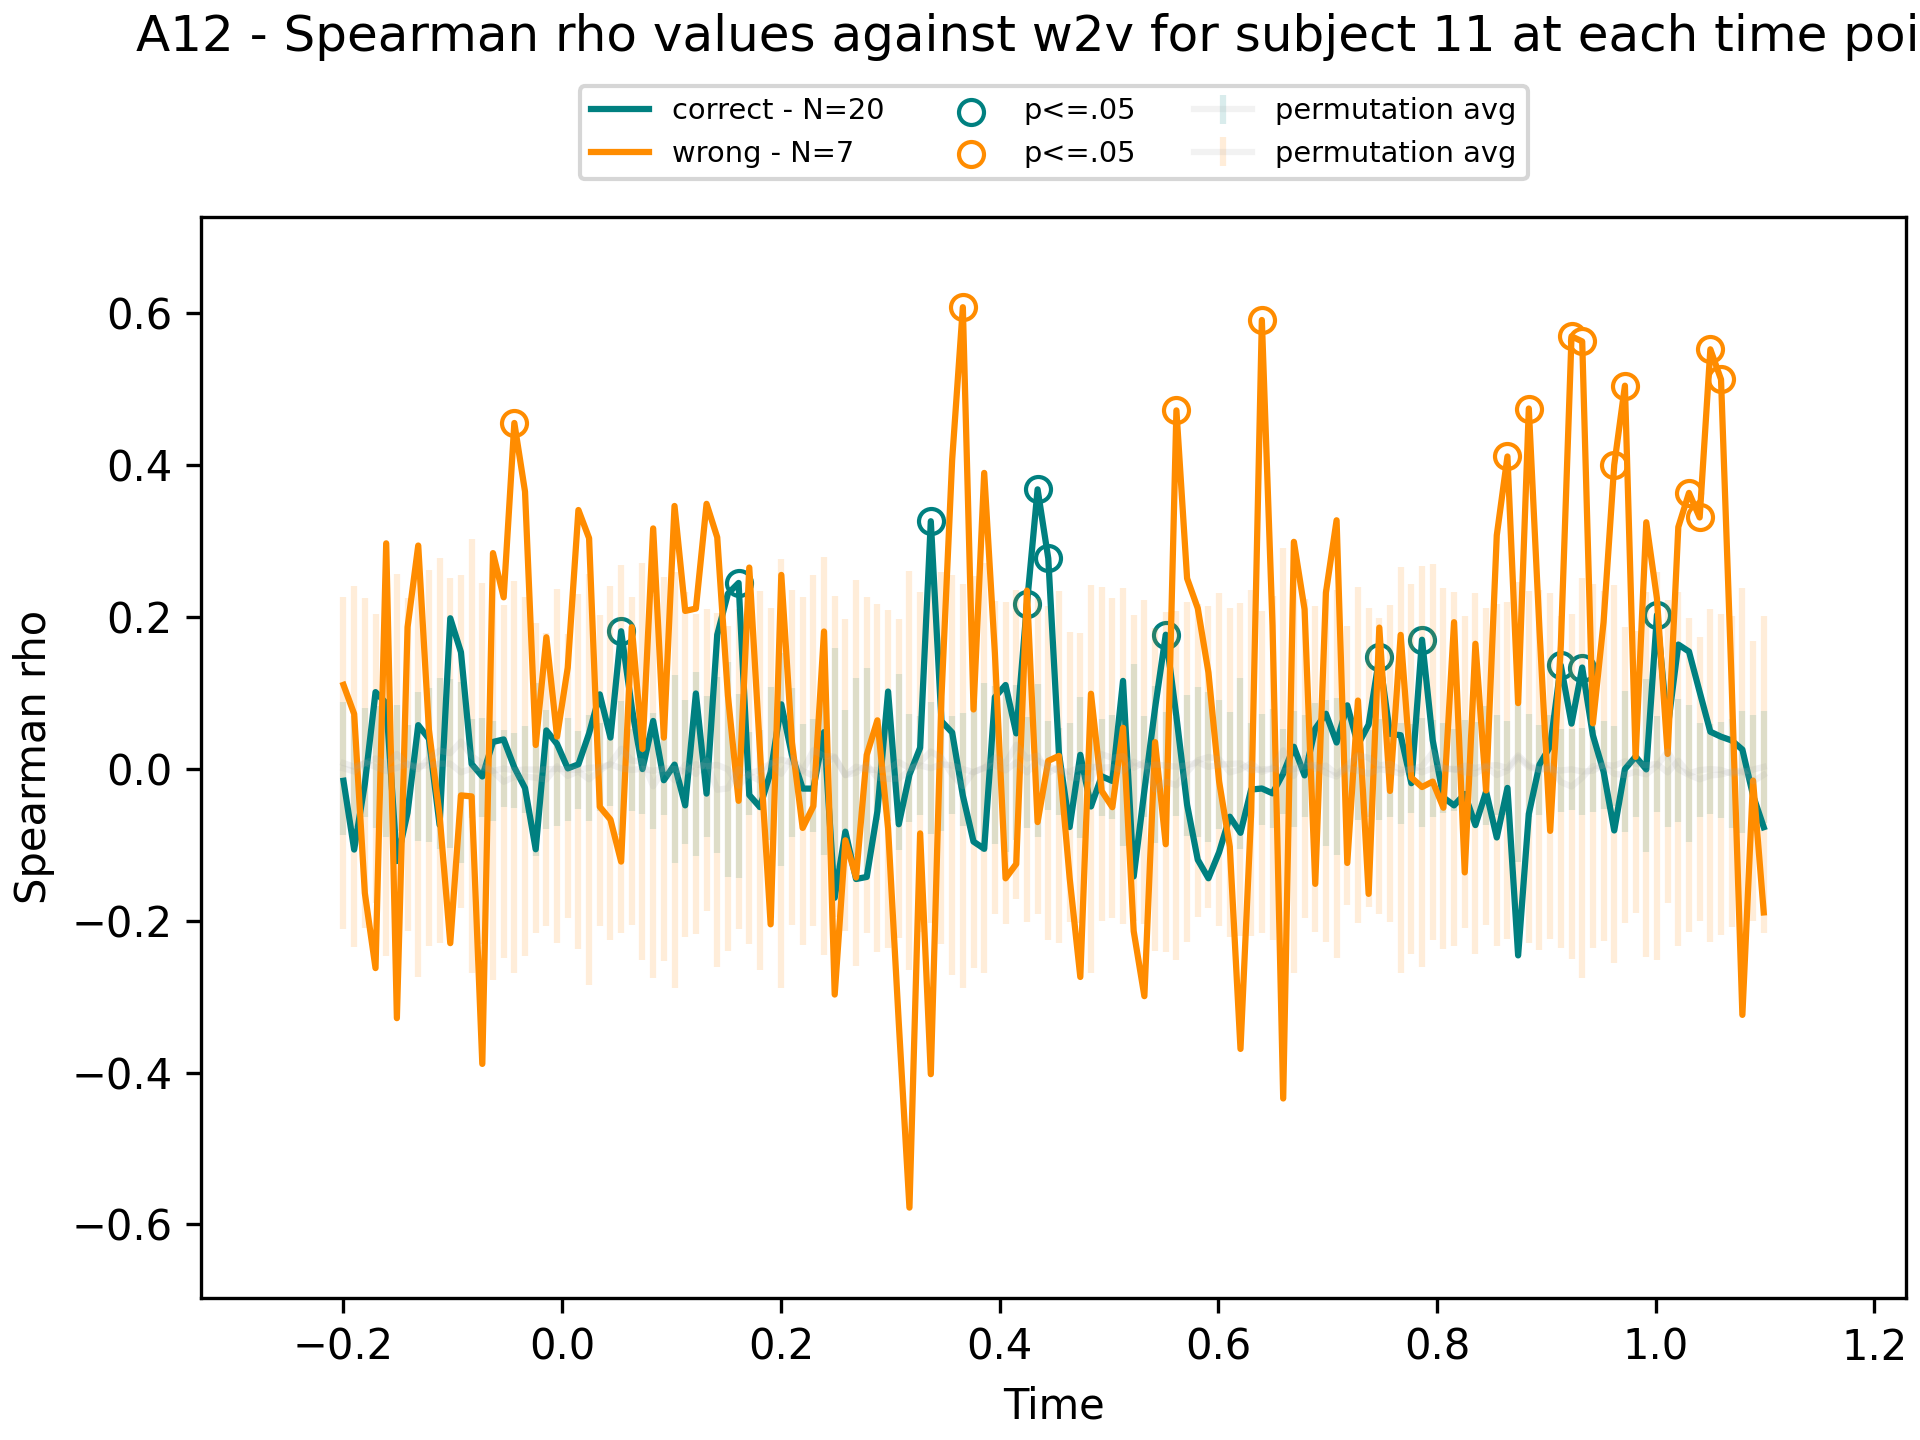 A12 - Spearman rho values against w2v for subject 11 at each time poi
correct - N=20
wrong - N=7
p<=.05
p<=.05
permutation avg
permutation avg
Spearman rho
0.6
0.4
0.2
0.0
−0.2
−0.4
−0.6
−0.2 0.0 0.2 0.4 0.6 0.8 1.0 1.2
Time